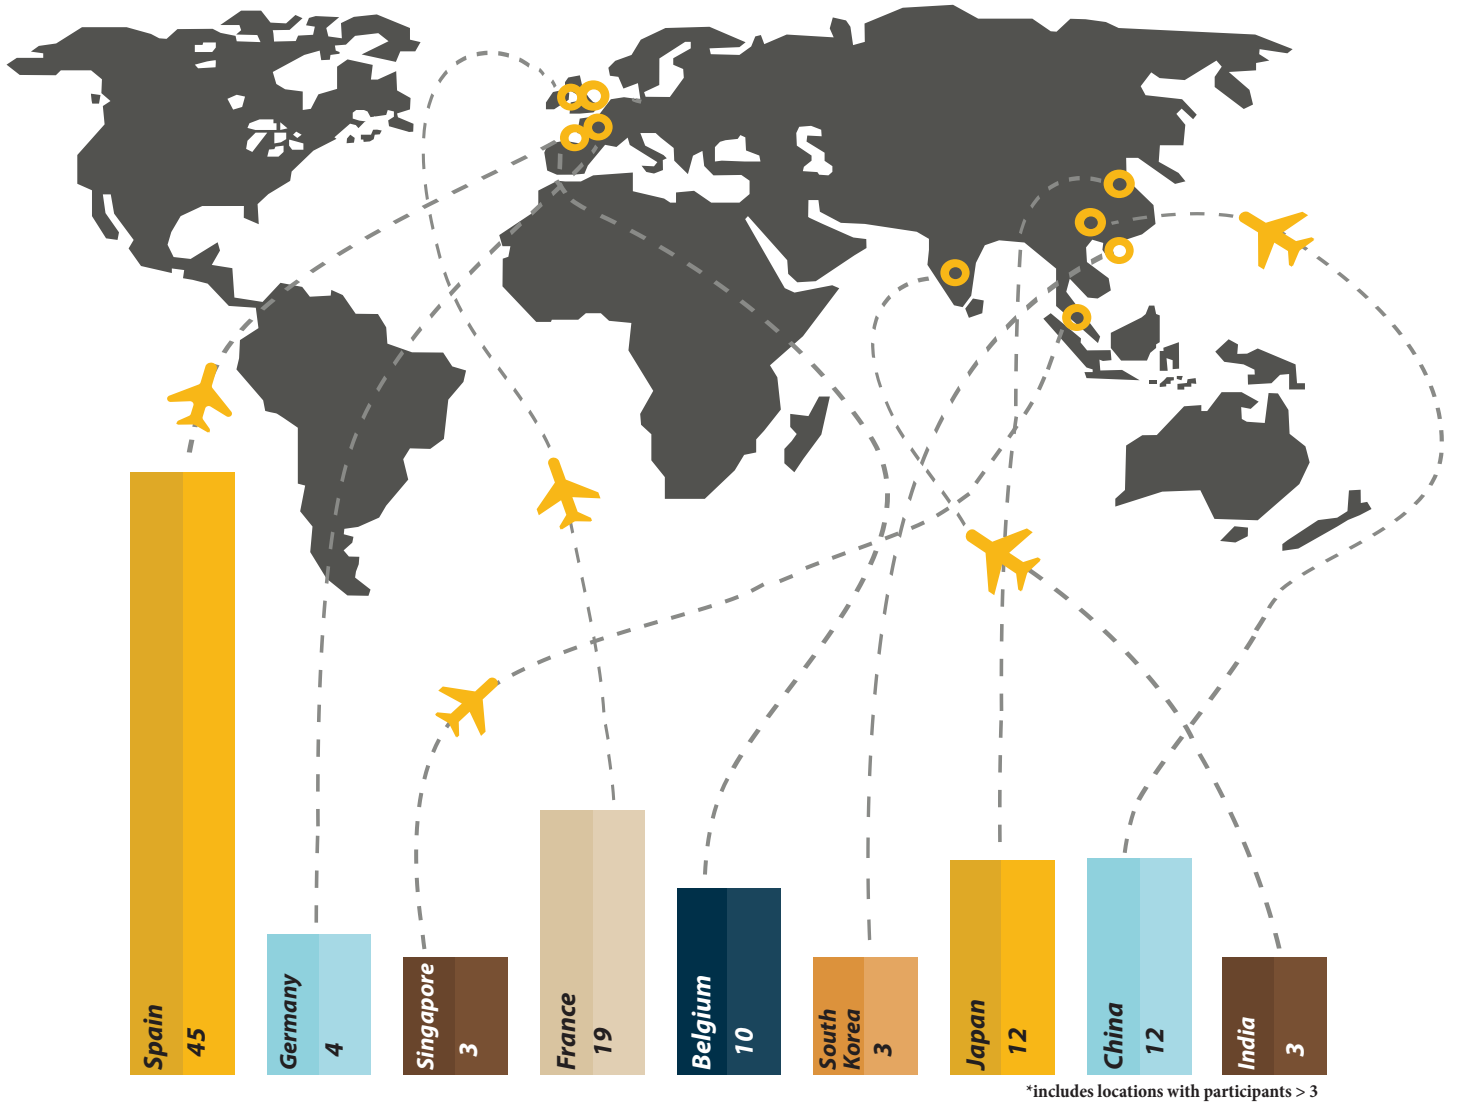 Spain
45
Germany
4
Singapore
3
France
19
Belgium
10
South
Korea
3
Japan
12
China
12
India
3
*includes locations with participants > 3